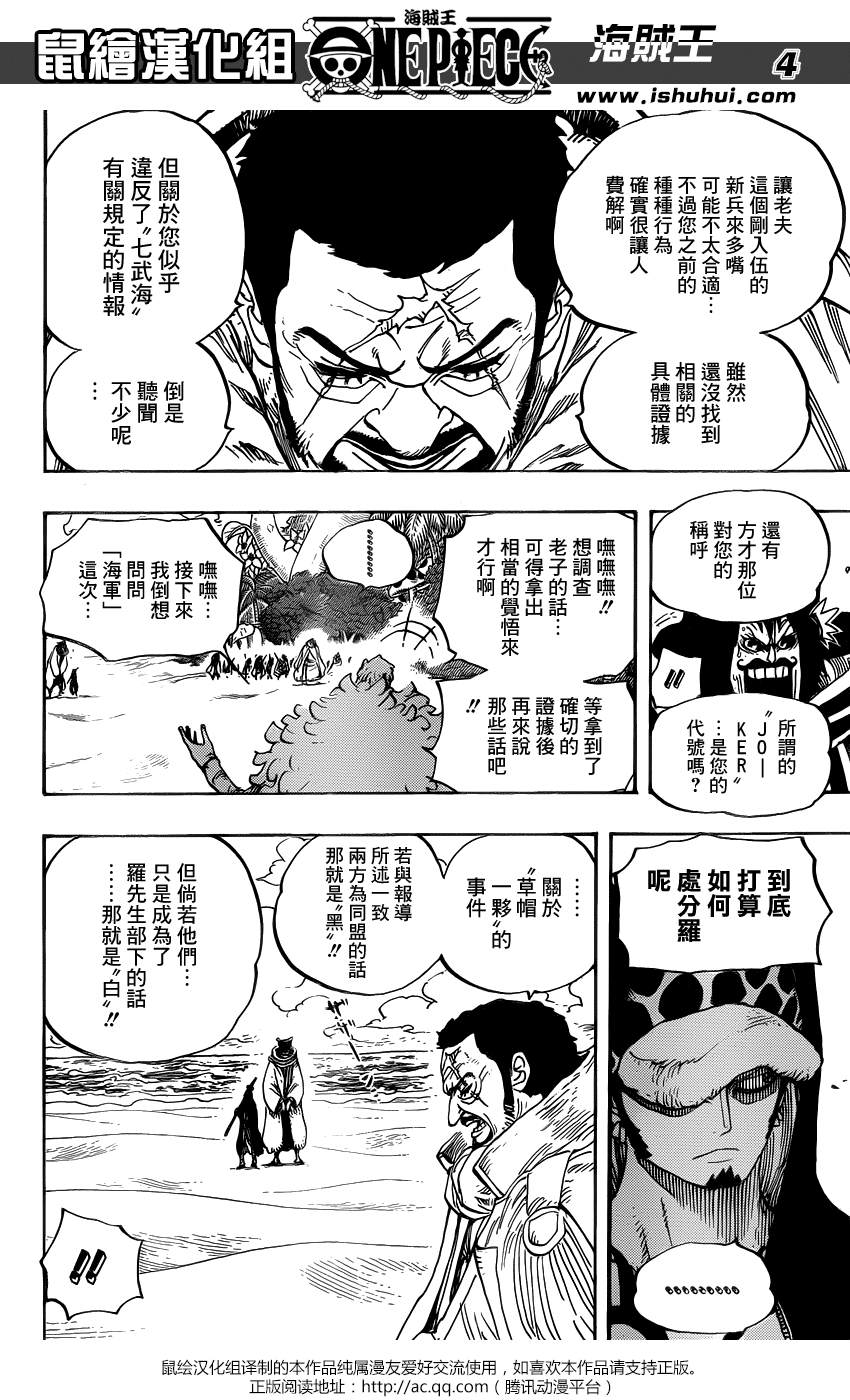 鼠繪漢化組
海賊王
ONE PIECE
海賊王
4
www.ishuhui.com
讓老夫
這個剛入伍的
新兵來多嘴
可能不太合適…
不過您之前的
種種行為
確實很讓人
費解啊
雖然
還沒找到
相關的
具體證據
但關於您似乎
違反了〝七武海〞
有關規定的情報
倒是
聽聞
不少呢
…
還有
方才那位
對您的
稱呼
〝〝
所謂的
〝JO—
KER〞
…是您的
代號嗎?
嘸嘸嘸!!
想調查
老子的話…
可得拿出
相當的覺悟來
才行啊
等拿到了
確切的
證據後
再來說
那些話吧
!!
………
嘸嘸…
接下來
我倒想
問問
「海軍」
這次…
到底
打算
如何
處分羅
呢
…………
……
關於
〝草帽
一夥〞的
事件
若與報導
所述一致
兩方為同盟的話
那就是〝黑〞!!
但倘若他們…
只是成為了
羅先生部下的話
……那就是〝白〞!!
!!
鼠绘汉化组译制的本作品纯属漫友爱好交流使用，如喜欢本作品请支持正版。
正版阅读地址：http://ac.qq.com（腾讯动漫平台）